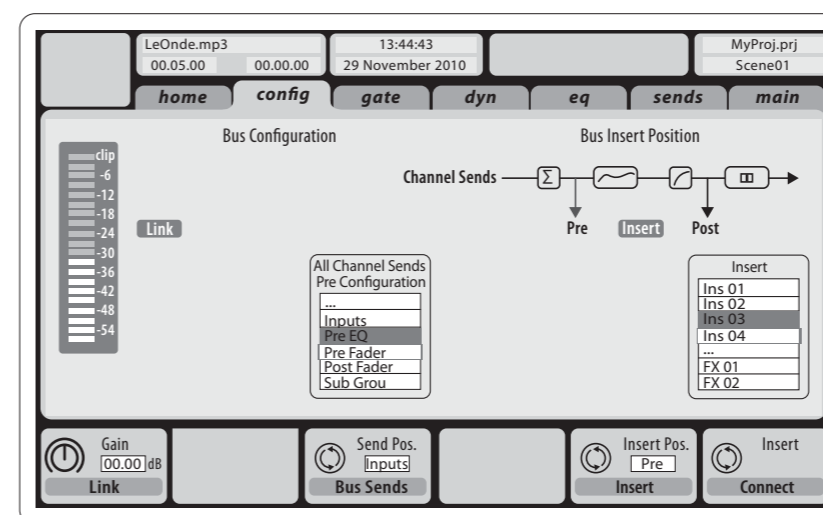 LeOnde.mp3
00.05.00 00.00.00
13:44:43
29 November 2010
MyProj.prj
Scene01
home config gate dyn eq sends main
Bus Configuration
Bus Insert Position
clip
-6
-12
-18
-24
-30
-36
-42
-48
-54
Link
Channel Sends
Σ
Pre Insert Post
All Channel Sends
Pre Configuration
...
Inputs
Pre EQ
Pre Fader
Post Fader
Sub Grou
Insert
Ins 01
Ins 02
Ins 03
Ins 04
...
FX 01
FX 02
Gain
00.00 dB
Link
Send Pos.
Inputs
Bus Sends
Insert Pos.
Pre
Insert
Insert
Connect